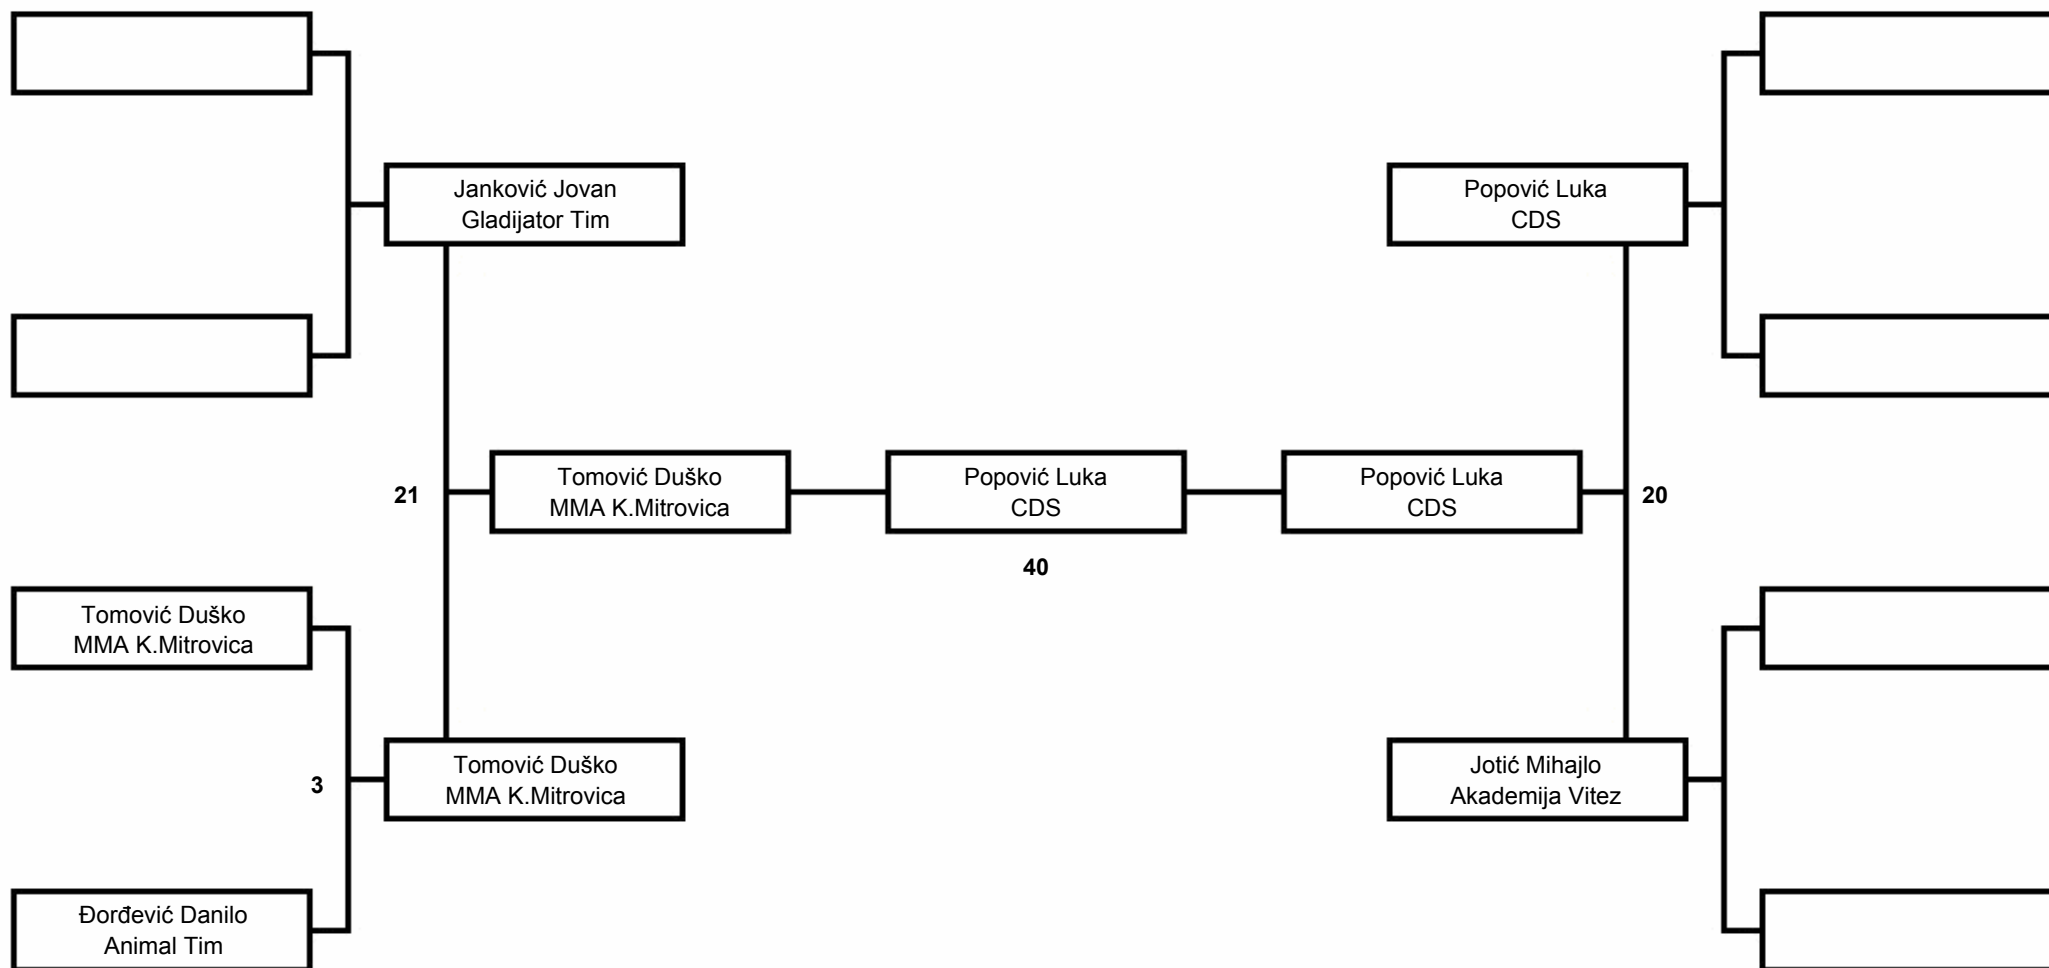 Janković Jovan
Gladijator Tim
Popović Luka
CDS
21
Tomović Duško
MMA K.Mitrovica
Popović Luka
CDS
40
Popović Luka
CDS
20
Tomović Duško
MMA K.Mitrovica
3
Tomović Duško
MMA K.Mitrovica
Jotić Mihajlo
Akademija Vitez
Đorđević Danilo
Animal Tim